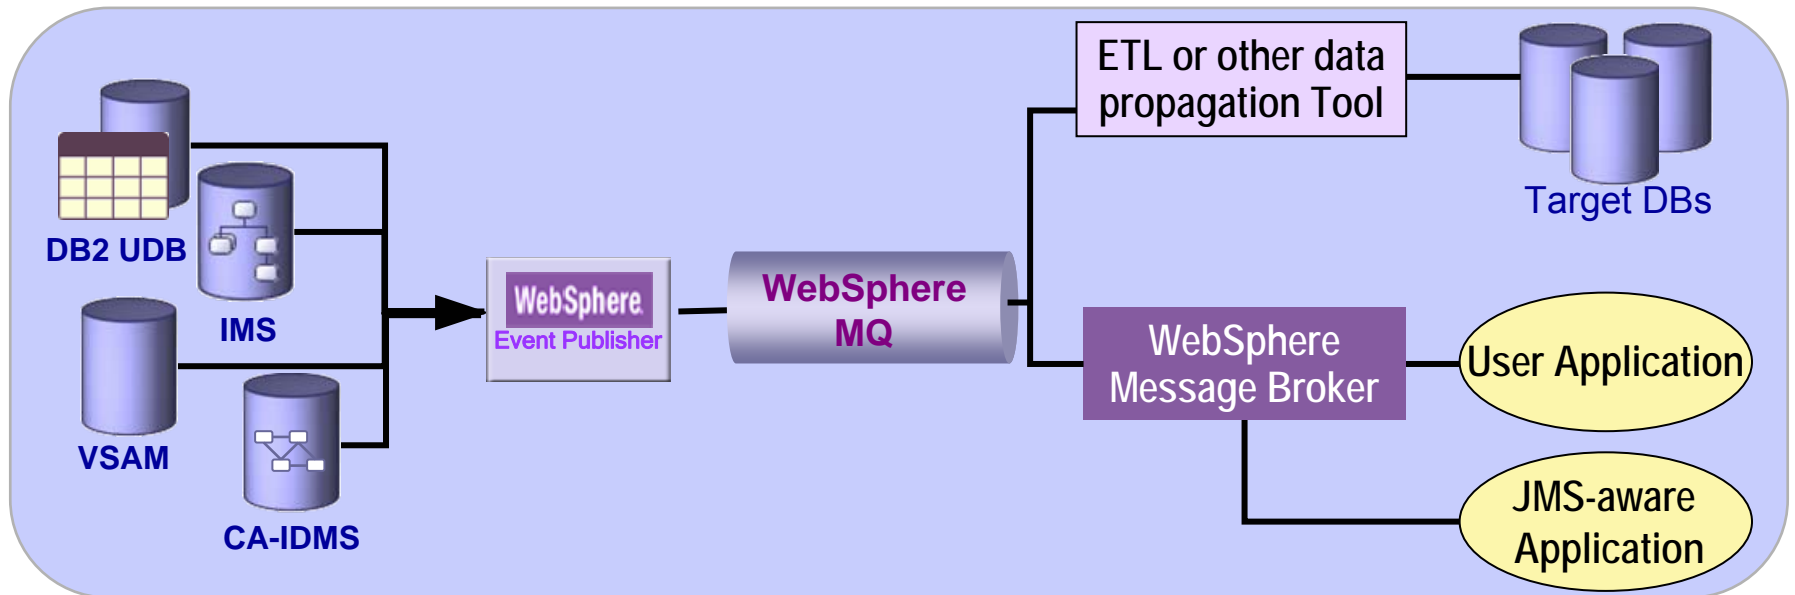 DB2 UDB
IMS
VSAM
CA-IDMS
WebSphere
Event Publisher
WebSphere
MQ
ETL or other data
propagation Tool
Target DBs
WebSphere
Message Broker
User Application
JMS-aware
Application